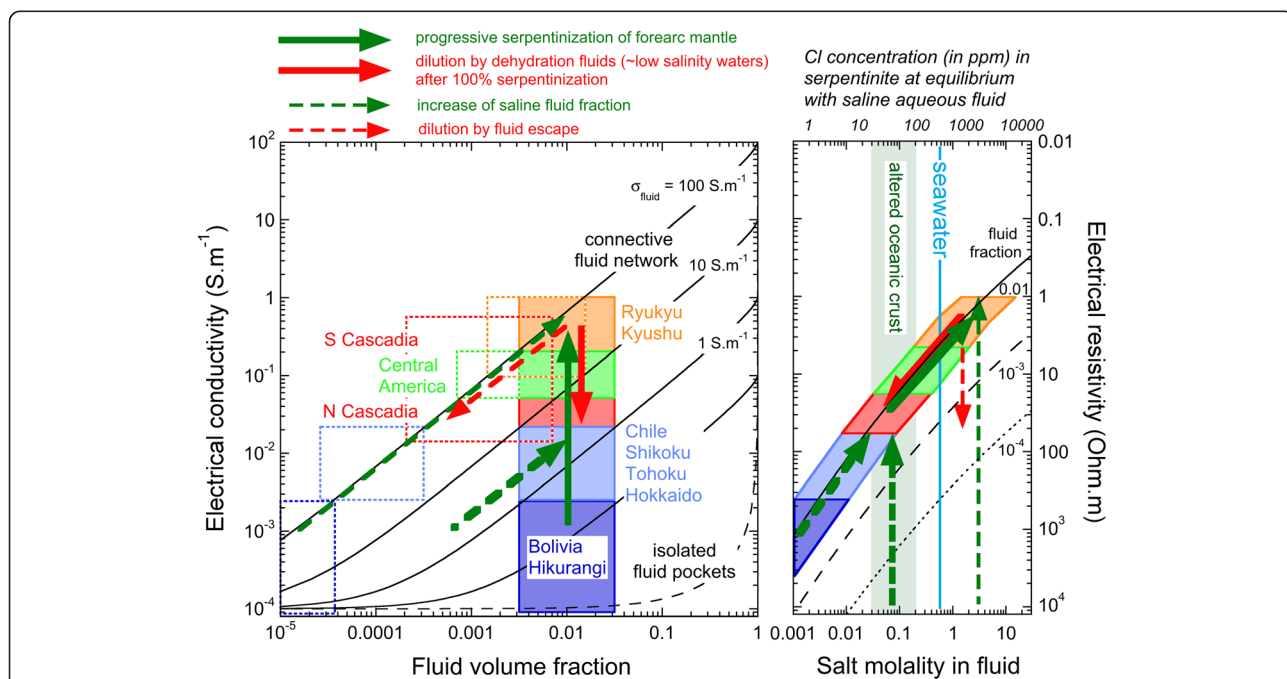 progressive serpentinization of forearc mantle
dilution by dehydration fluids (~low salinity waters)
after 100% serpentinization
increase of saline fluid fraction
dilution by fluid escape
Cl concentration (in ppm) in
serpentinite at equilibrium
with saline aqueous fluid
1 10 100 1000 10000
10²
10
1
10⁻¹
10⁻²
10⁻³
10⁻⁴
Electrical conductivity (S.m⁻¹)
σfluid = 100 S.m⁻¹
connective
fluid network
10 S.m⁻¹
1 S.m⁻¹
Ryukyu
Kyushu
S Cascadia
Central
America
N Cascadia
Chile
Shikoku
Tohoku
Hokkaido
Bolivia
Hikurangi
isolated
fluid pockets
10⁻⁵ 0.0001 0.001 0.01 0.1 1
Fluid volume fraction
altered oceanic crust
seawater
fluid
fraction
0.01
10⁻³
10⁻⁴
0.01
0.1
1
10
100
10³
10⁴
Electrical resistivity (Ohm.m)
0.001 0.01 0.1 1 10
Salt molality in fluid